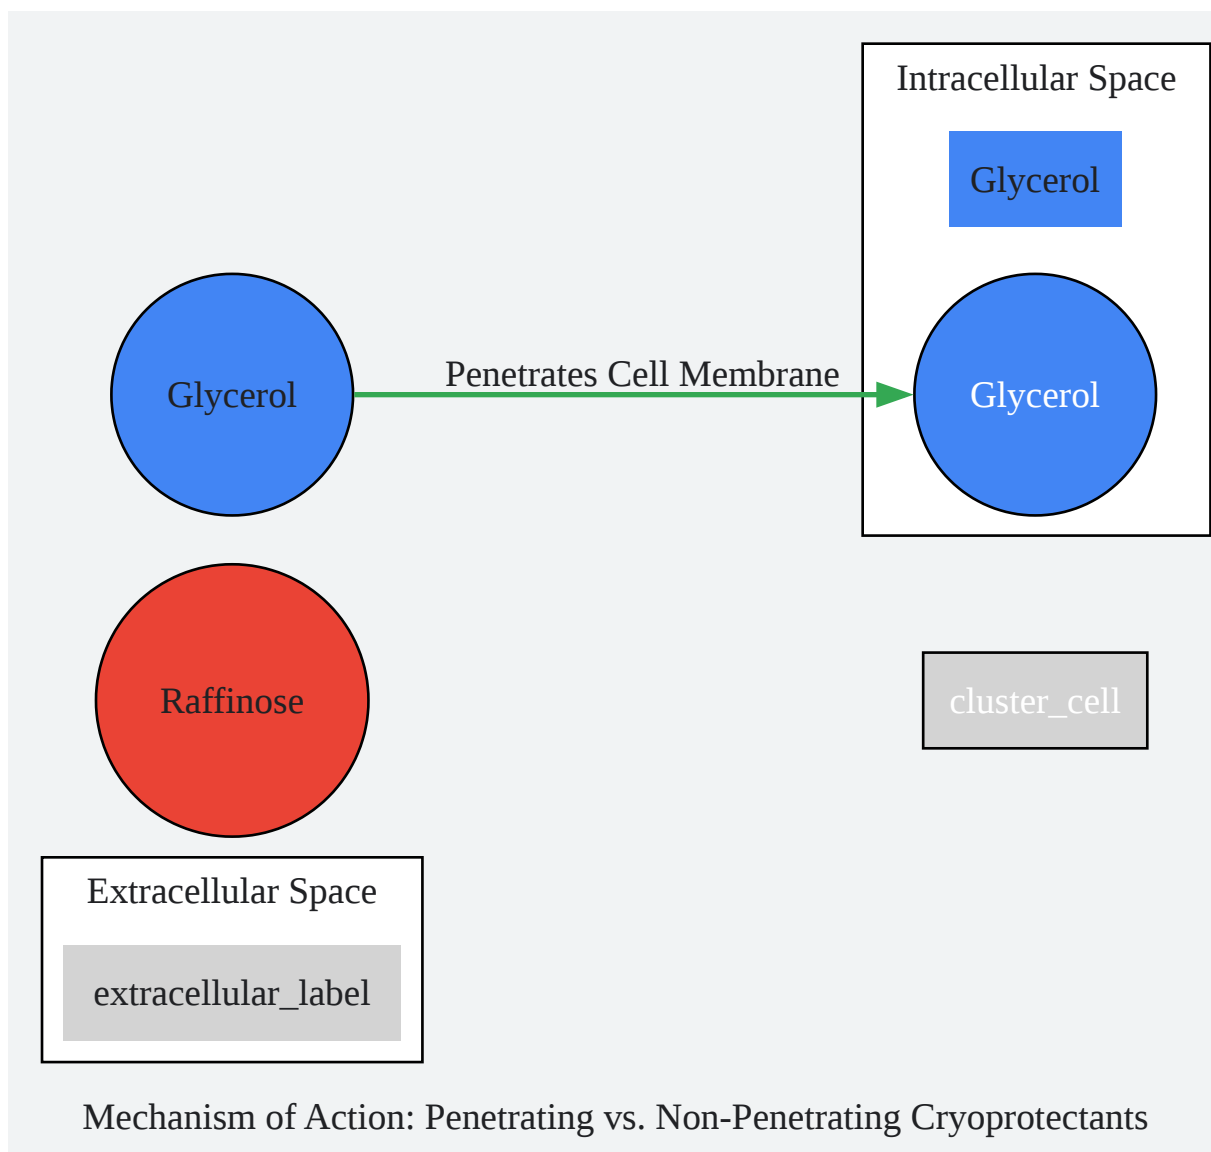 Intracellular Space
Glycerol
Glycerol
Penetrates Cell Membrane
Glycerol
Raffinose
cluster_cell
Extracellular Space
extracellular_label
Mechanism of Action: Penetrating vs. Non-Penetrating Cryoprotectants